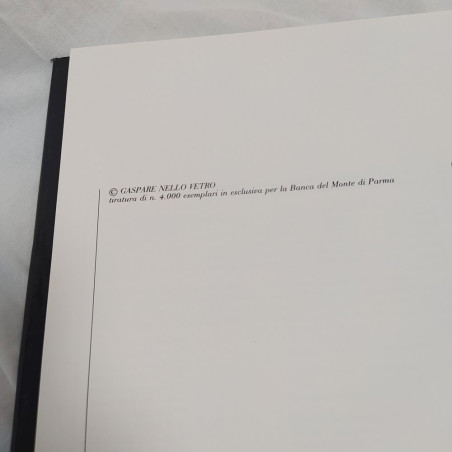 © GASPARE NELLO VETRO
tiratura di n. 4.000 esemplari in esclusiva per la Banca del Monte di Parma